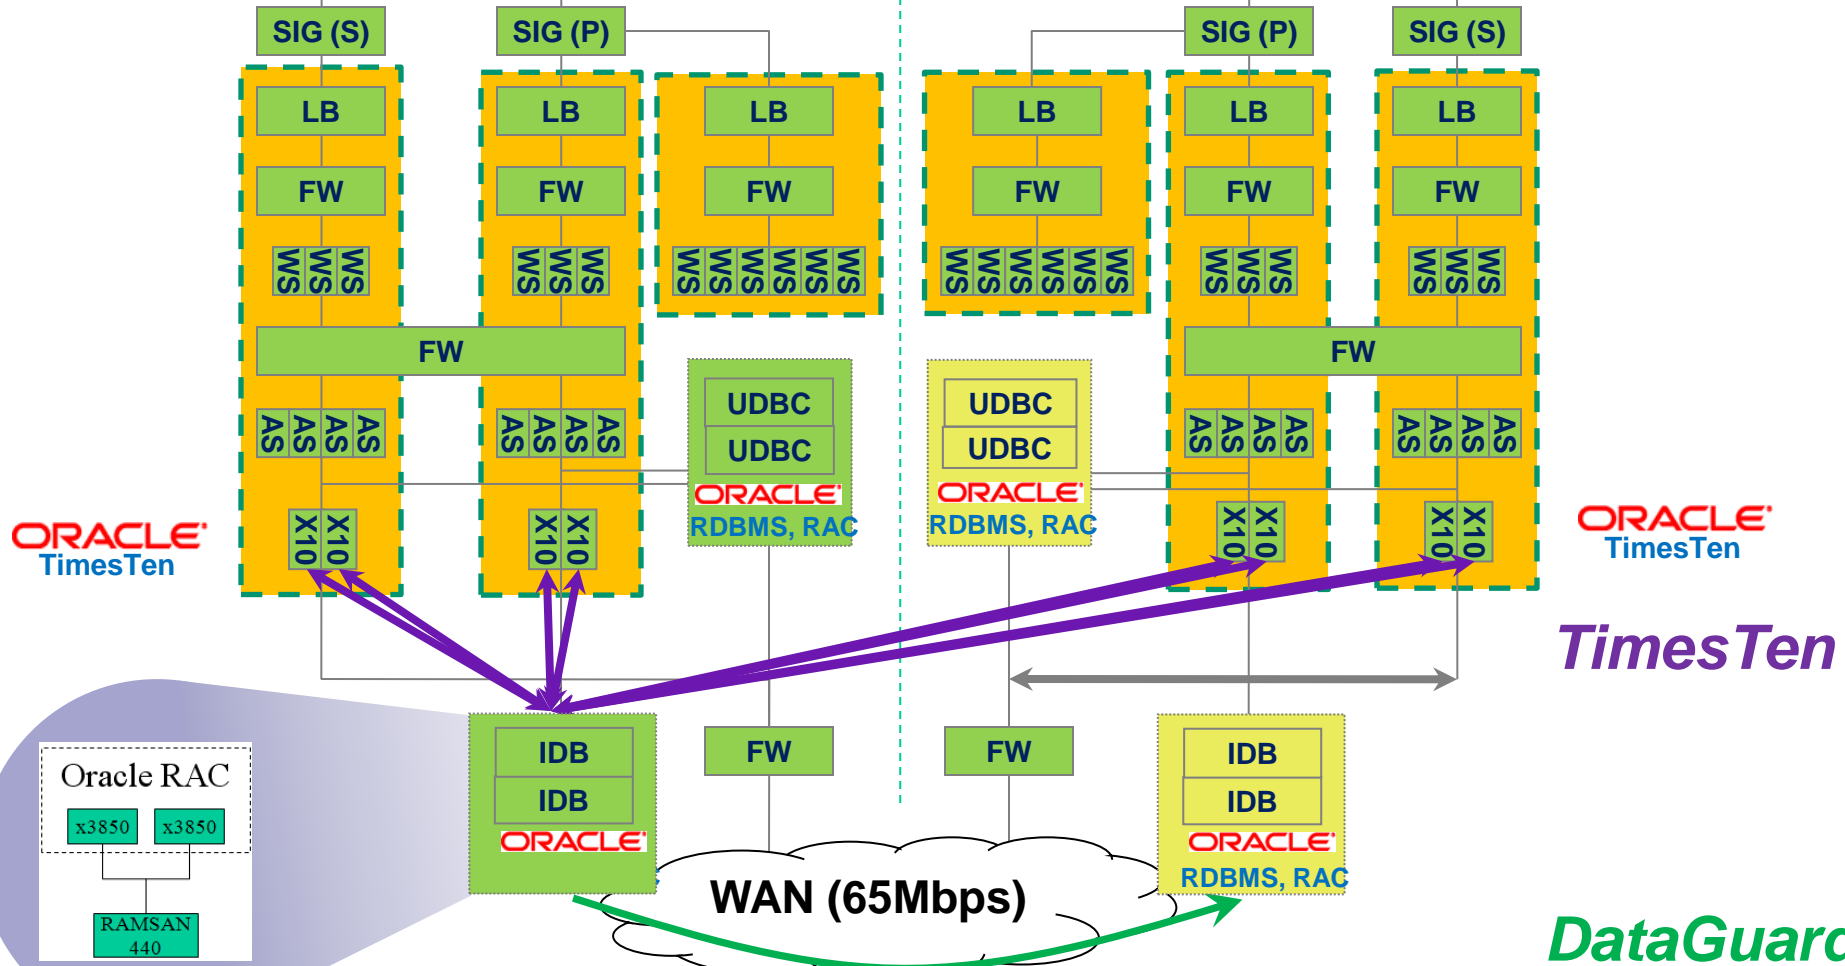 SIG (S)
SIG (P)
SIG (P)
SIG (S)
LB
LB
LB
LB
LB
LB
FW
FW
FW
FW
FW
FW
WS WS WS
WS WS WS
WS WS WS WS WS WS
WS WS WS WS WS WS
WS WS WS
WS WS WS
FW
FW
UDBC
UDBC
UDBC
UDBC
AS AS AS AS
AS AS AS AS
AS AS AS AS
AS AS AS AS
ORACLE
RDBMS, RAC
ORACLE
RDBMS, RAC
X10 X10
X10 X10
X10 X10
X10 X10
ORACLE
TimesTen
ORACLE
TimesTen
TimesTen
IDB
IDB
ORACLE
FW
FW
IDB
IDB
ORACLE
RDBMS, RAC
Oracle RAC
x3850
x3850
RAMSAN
440
WAN (65Mbps)
DataGuard